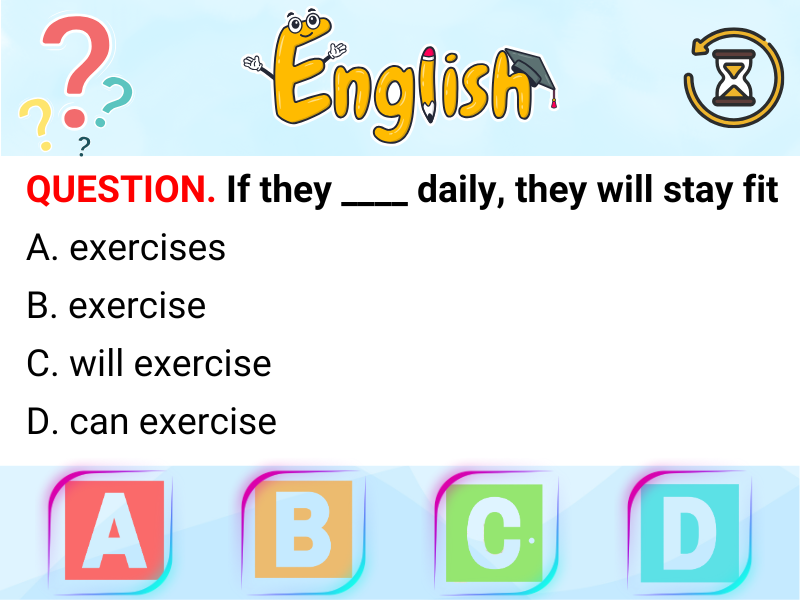 English
QUESTION. If they ____ daily, they will stay fit
A. exercises
B. exercise
C. will exercise
D. can exercise
A B C D